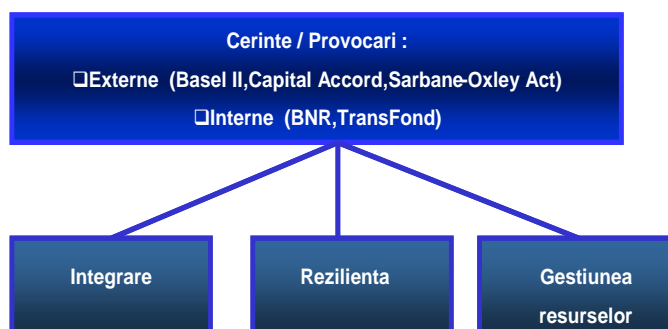 Cerinte / Provocari :
❑Externe (Basel II,Capital Accord,Sarbane-Oxley Act)
❑Interne (BNR,TransFond)
Integrare
Rezilienta
Gestiunea
resurselor